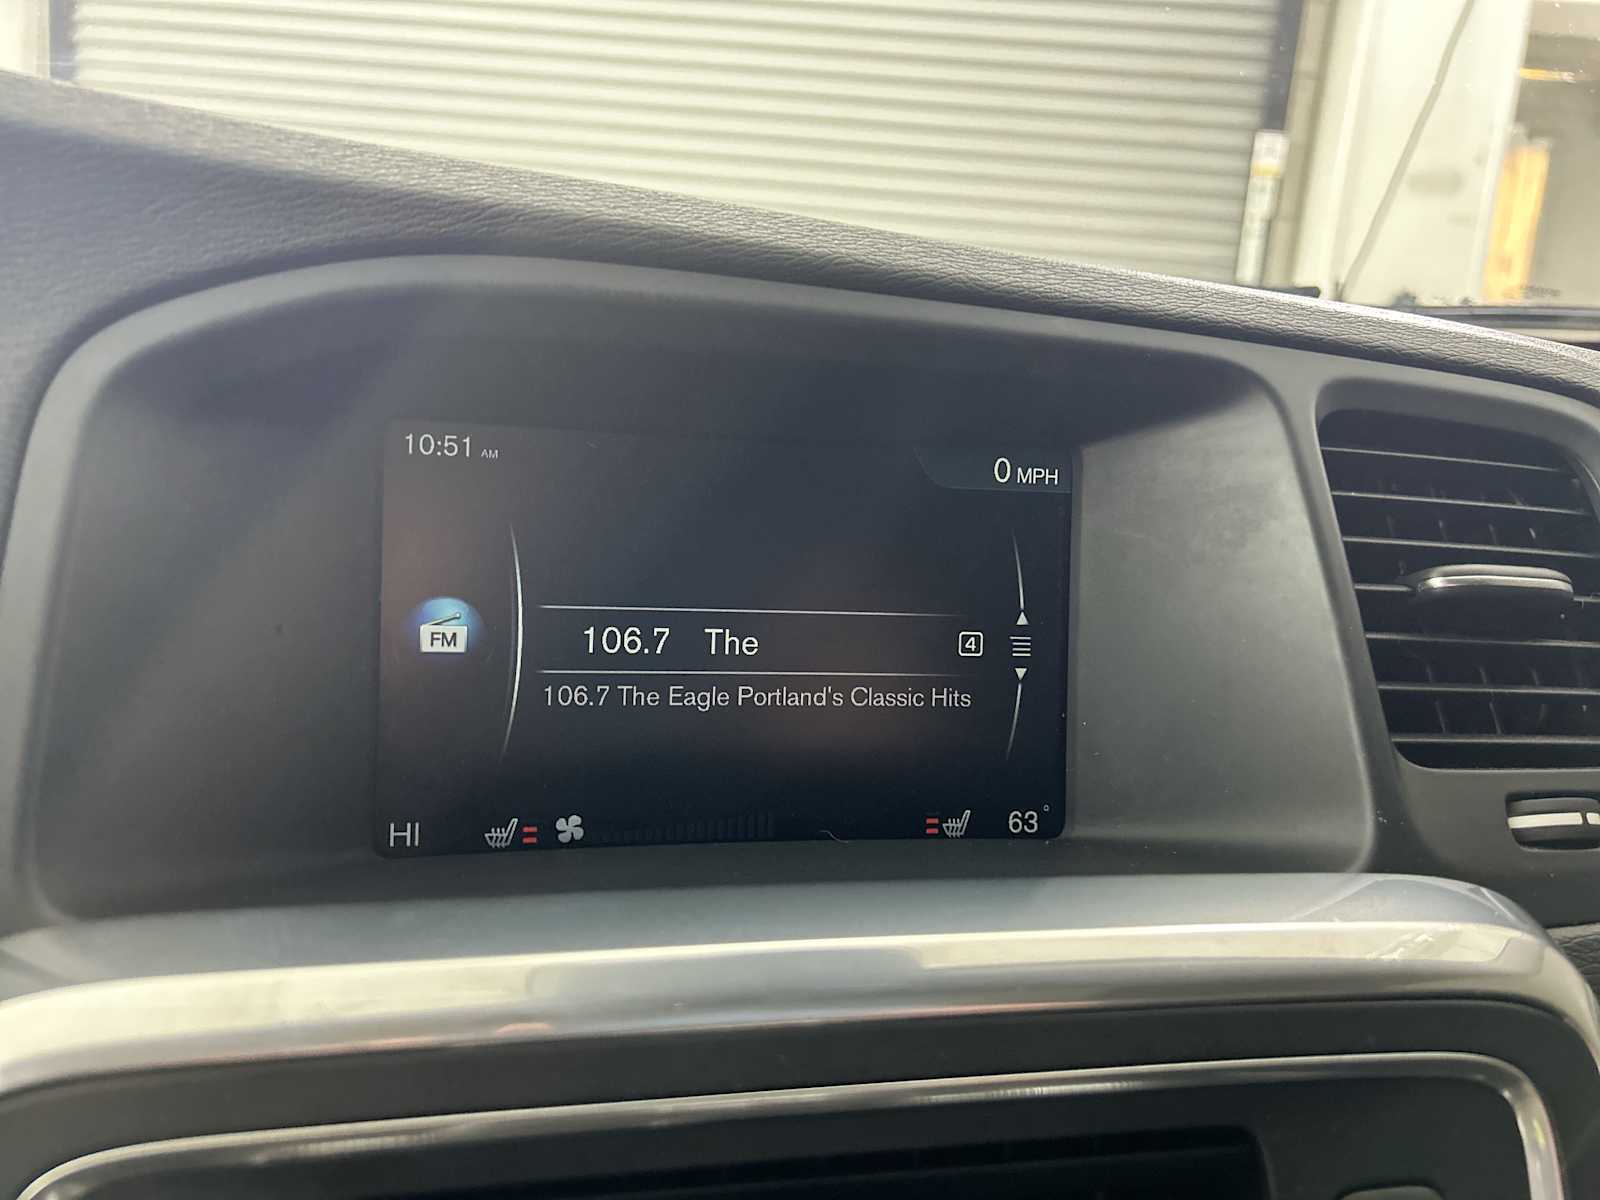 10:51 AM
0 MPH
FM
106.7 The 4
106.7 The Eagle Portland's Classic Hits
HI
63°